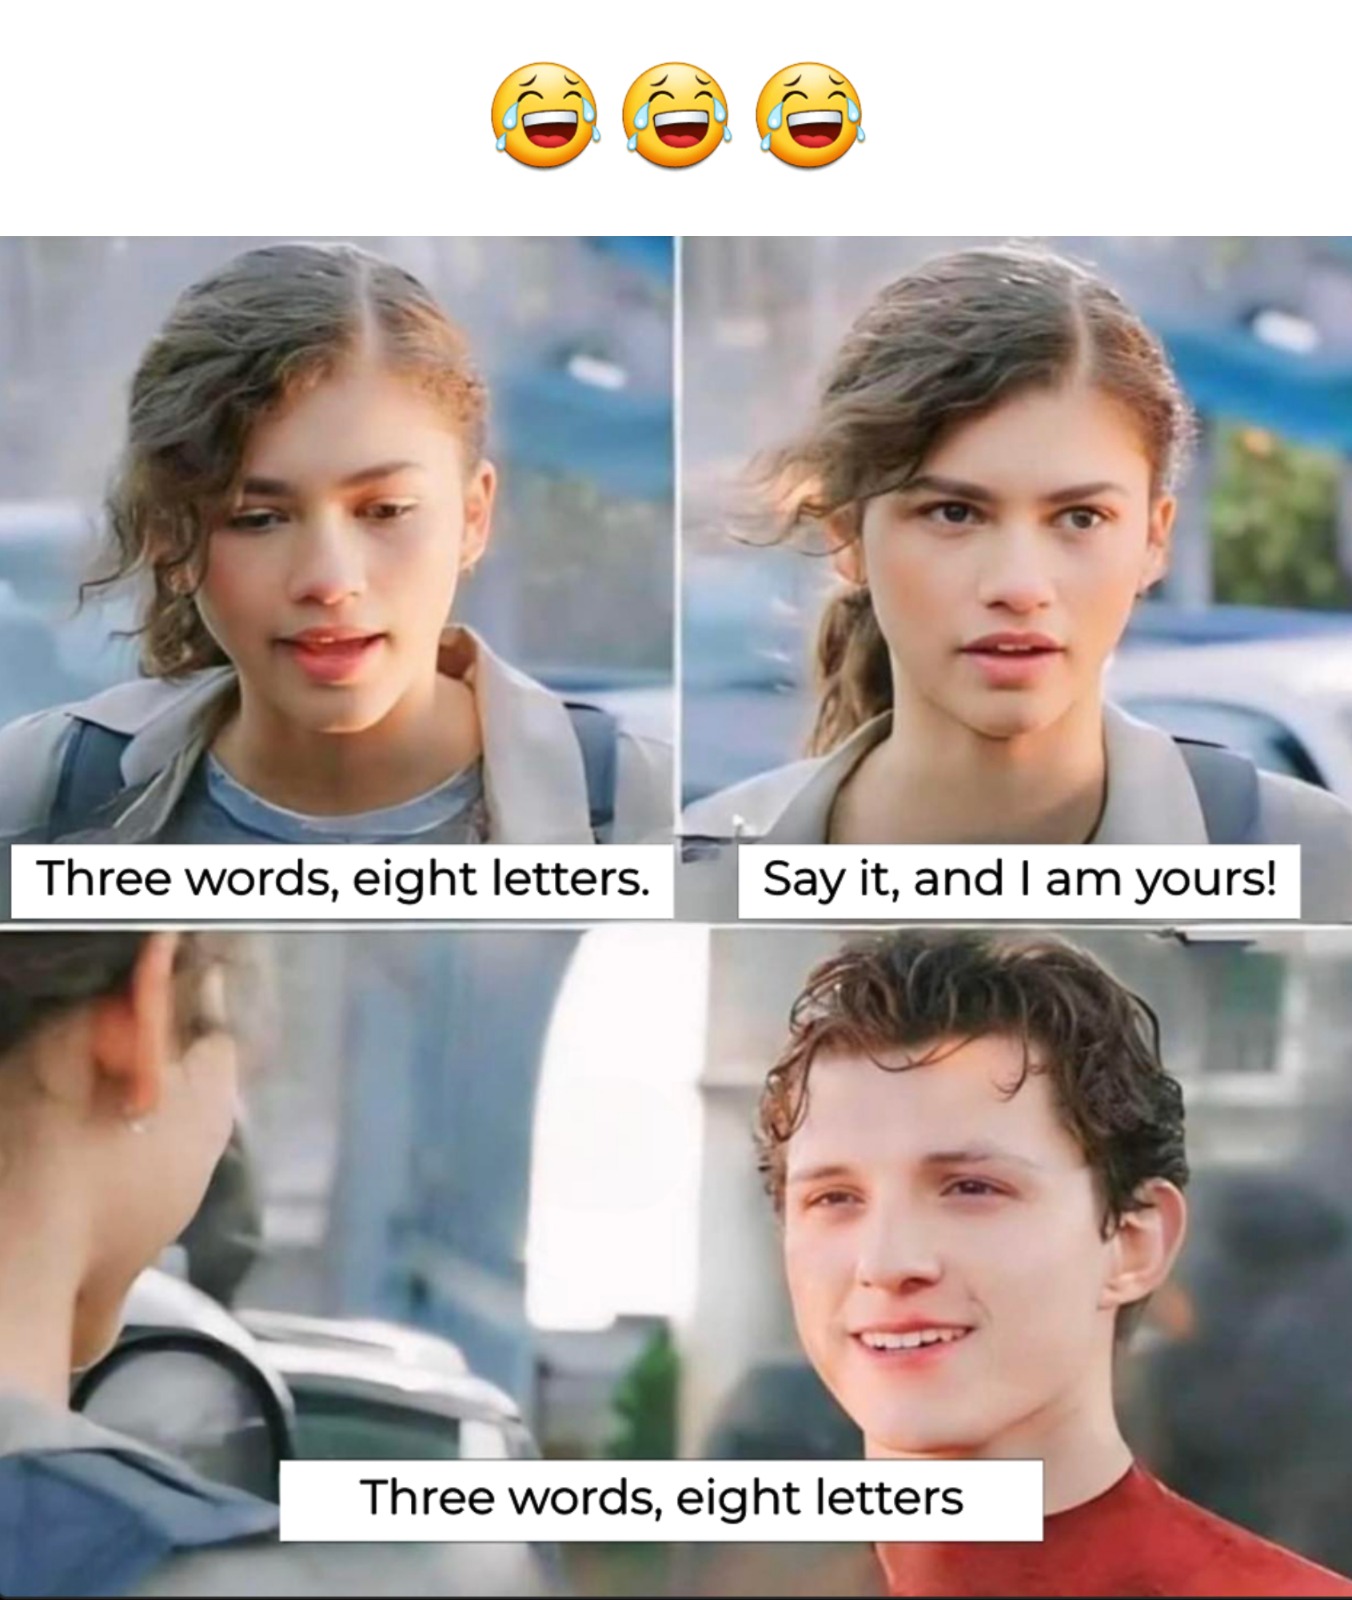 😂😂😂
Three words, eight letters.
Say it, and I am yours!
Three words, eight letters